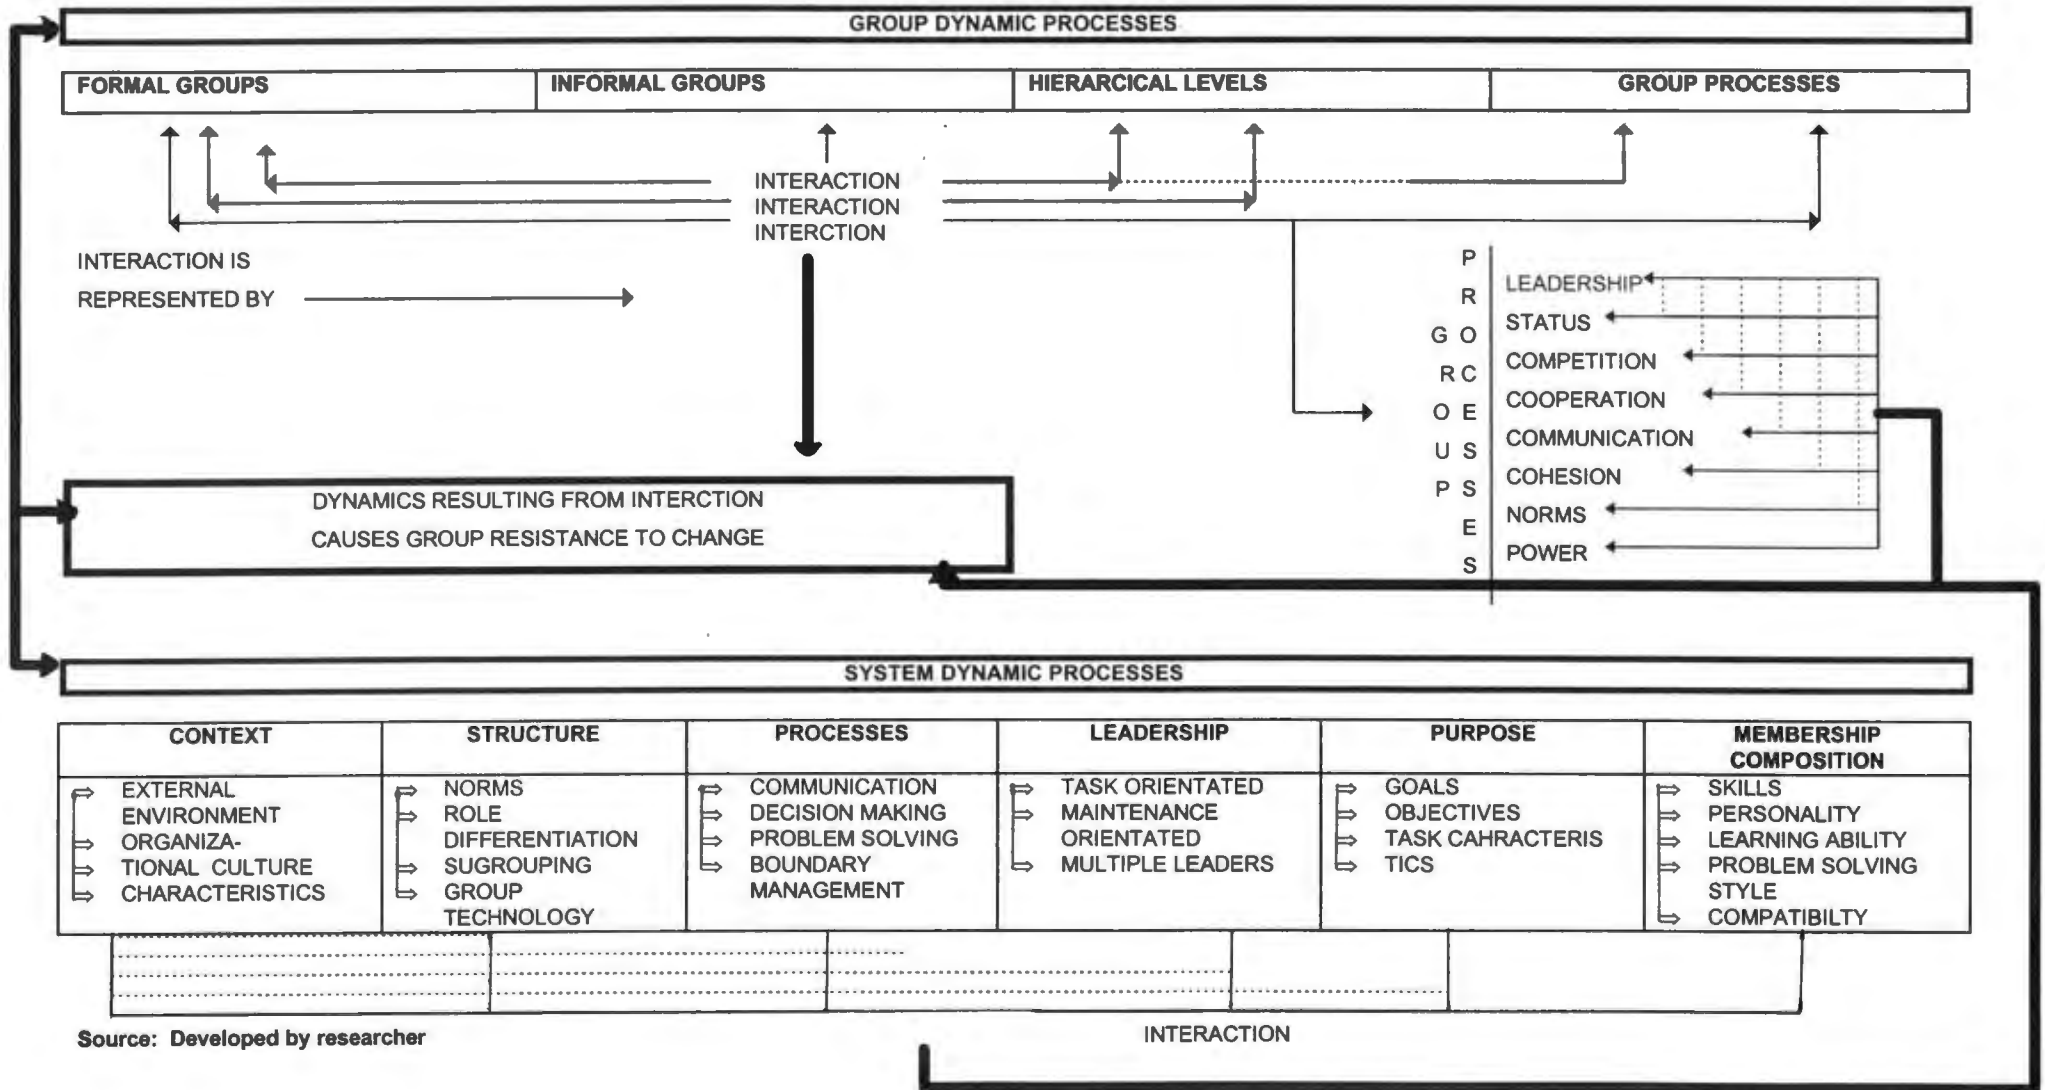 GROUP DYNAMIC PROCESSES
FORMAL GROUPS
INFORMAL GROUPS
HIERARCICAL LEVELS
GROUP PROCESSES
INTERACTION
INTERACTION
INTERCTION
INTERACTION IS
REPRESENTED BY
GROUP
PROCESSES
LEADERSHIP
STATUS
COMPETITION
COOPERATION
COMMUNICATION
COHESION
NORMS
POWER
DYNAMICS RESULTING FROM INTERCTION
CAUSES GROUP RESISTANCE TO CHANGE
SYSTEM DYNAMIC PROCESSES
CONTEXT
EXTERNAL
ENVIRONMENT
ORGANIZA-
TIONAL CULTURE
CHARACTERISTICS
STRUCTURE
NORMS
ROLE
DIFFERENTIATION
SUGROUPING
GROUP
TECHNOLOGY
PROCESSES
COMMUNICATION
DECISION MAKING
PROBLEM SOLVING
BOUNDARY
MANAGEMENT
LEADERSHIP
TASK ORIENTATED
MAINTENANCE
ORIENTATED
MULTIPLE LEADERS
PURPOSE
GOALS
OBJECTIVES
TASK CAHRACTERIS
TICS
MEMBERSHIP
COMPOSITION
SKILLS
PERSONALITY
LEARNING ABILITY
PROBLEM SOLVING
STYLE
COMPATIBILTY
Source: Developed by researcher
INTERACTION